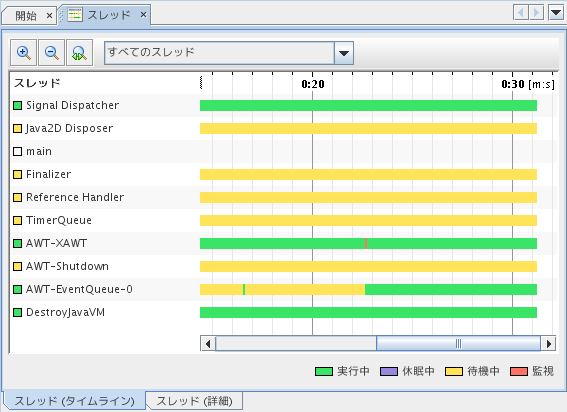 開始 × スレッド ×
すべてのスレッド
スレッド 0:20 0:30 [m:s]
Signal Dispatcher
Java2D Disposer
main
Finalizer
Reference Handler
TimerQueue
AWT-XAWT
AWT-Shutdown
AWT-EventQueue-0
DestroyJavaVM
実行中 休眠中 待機中 監視
スレッド (タイムライン) スレッド (詳細)